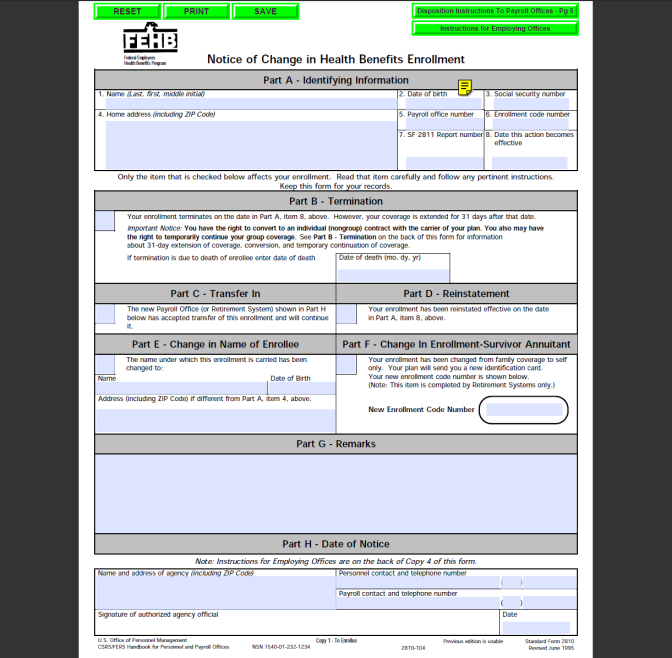 RESET PRINT SAVE
Disposition Instructions To Payroll Offices - Pg 5
Instructions for Employing Offices
FEHB
Federal Employees
Health Benefits Program
Notice of Change in Health Benefits Enrollment
Part A - Identifying Information
1. Name (Last, first, middle initial) 2. Date of birth 3. Social security number
4. Home address (including ZIP Code) 5. Payroll office number 6. Enrollment code number
7. SF 2811 Report number 8. Date this action becomes
effective
Only the item that is checked below affects your enrollment. Read that item carefully and follow any pertinent instructions.
Keep this form for your records.
Part B - Termination
Your enrollment terminates on the date in Part A, item 8, above. However, your coverage is extended for 31 days after that date.
Important Notice: You have the right to convert to an individual (nongroup) contract with the carrier of your plan. You also may have
the right to temporarily continue your group coverage. See Part B - Termination on the back of this form for information
about 31-day extension of coverage, conversion, and temporary continuation of coverage.
If termination is due to death of enrollee enter date of death
Date of death (mo, dy, yr)
Part C - Transfer In
Part D - Reinstatement
The new Payroll Office (or Retirement System) shown in Part H
below has accepted transfer of this enrollment and will continue
it.
Your enrollment has been reinstated effective on the date
in Part A, item 8, above.
Part E - Change in Name of Enrollee
Part F - Change In Enrollment-Survivor Annuitant
The name under which this enrollment is carried has been
changed to:
Name Date of Birth
Address (including ZIP Code) if different from Part A, item 4, above.
Your enrollment has been changed from family coverage to self
only. Your plan will send you a new identification card.
Your new enrollment code number is shown below.
(Note: This item is completed by Retirement Systems only.)
New Enrollment Code Number
Part G - Remarks
Part H - Date of Notice
Note: Instructions for Employing Offices are on the back of Copy 4 of this form.
Name and address of agency (including ZIP Code)
Personnel contact and telephone number
( )
Payroll contact and telephone number
( )
Signature of authorized agency official
Date
U.S. Office of Personnel Management
CSRS/FERS Handbook for Personnel and Payroll Offices
NSN 7540-01-232-1234
Copy 1 - To Enrollee
2810-104
Previous edition is usable
Standard Form 2810
Revised June 1995